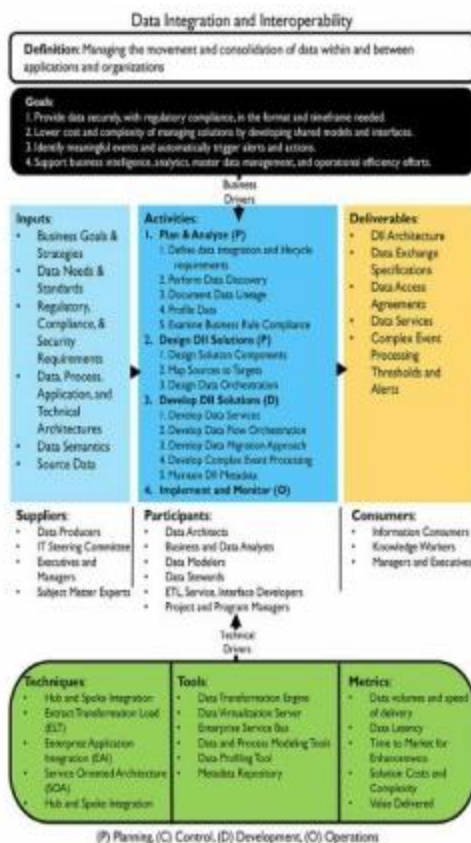 Data Integration and Interoperability
Definition: Managing the movement and consolidation of data within and between
applications and organizations
Goals:
1. Provide data securely, with regulatory compliance, in the format and timeframe needed.
2. Lower cost and complexity of managing solutions by developing shared models and interfaces.
3. Identify meaningful events and automatically trigger alerts and actions.
4. Support business intelligence, analytics, master data management, and operational efficiency efforts.
Business
Drivers
Inputs:
• Business Goals &
Strategies
• Data Needs &
Standards
• Regulatory,
Compliance, &
Security
Requirements
• Data, Process,
Application, and
Technical
Architectures
• Data Semantics
• Source Data
Activities:
1. Plan & Analyze (P)
1. Define data integration and lifecycle
requirements
2. Perform Data Discovery
3. Document Data Lineage
4. Profile Data
5. Examine Business Rule Compliance
2. Design DII Solutions (P)
1. Design Solution Components
2. Map Sources to Targets
3. Design Data Orchestration
3. Develop DII Solutions (D)
1. Develop Data Services
2. Develop Data Flow Orchestration
3. Develop Data Migration Approach
4. Develop Complex Event Processing
5. Maintain DII Metadata
4. Implement and Monitor (O)
Deliverables:
• DII Architecture
• Data Exchange
Specifications
• Data Access
Agreements
• Data Services
• Complex Event
Processing
Thresholds and
Alerts
Suppliers:
• Data Producers
• IT Steering Committee
• Executives and
Managers
• Subject Matter Experts
Participants:
• Data Architects
• Business and Data Analysts
• Data Modelers
• Data Stewards
• ETL, Service, Interface Developers
• Project and Program Managers
Consumers:
• Information Consumers
• Knowledge Workers
• Managers and Executives
Technical
Drivers
Techniques:
• Hub and Spoke Integration
• Extract Transformation Load
(ELT)
• Enterprise Application
Integration (EAI)
• Service Oriented Architecture
(SOA)
• Hub and Spoke Integration
Tools:
• Data Transformation Engine
• Data Virtualization Server
• Enterprise Service Bus
• Data and Process Modeling Tools
• Data Profiling Tool
• Metadata Repository
Metrics:
• Data volumes and speed
of delivery
• Data Latency
• Time to Market for
Enhancements
• Solution Costs and
Complexity
• Value Delivered
(P) Planning, (C) Control, (D) Development, (O) Operations